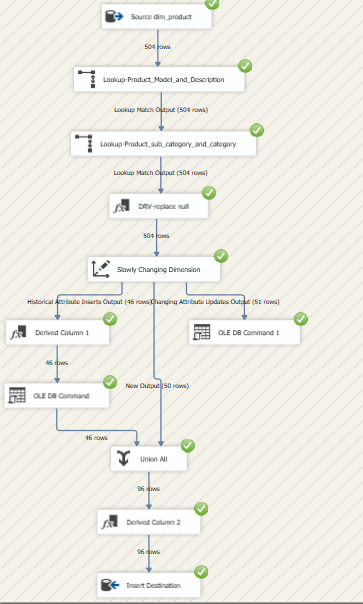 Source dim_product
504 rows
Lookup-Product_Model_and_Description
Lookup Match Output (504 rows)
Lookup-Product_sub_category_and_category
Lookup Match Output (504 rows)
DRV-replace null
504 rows
Slowly Changing Dimension
Historical Attribute Inserts Output (46 rows)
Changing Attribute Updates Output (51 rows)
Derived Column 1
OLE DB Command 1
46 rows
OLE DB Command
New Output (50 rows)
46 rows
Union All
96 rows
Derived Column 2
96 rows
Insert Destination